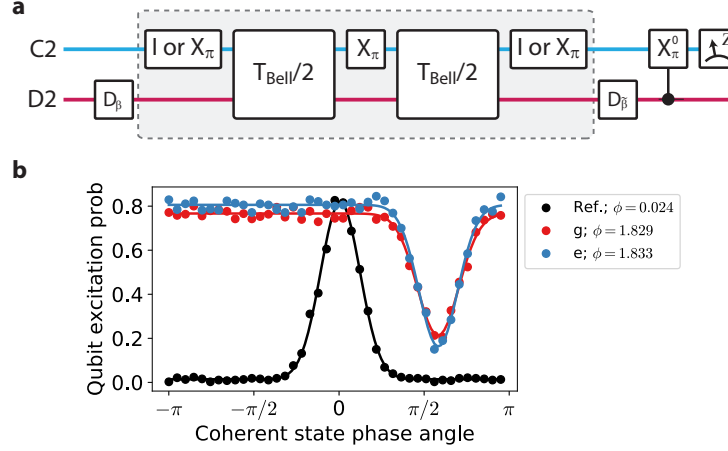 a
C2
D2
D_β
I or X_π
T_Bell/2
X_π
T_Bell/2
I or X_π
D_β̃
X_π^0
Z
b
Qubit excitation prob
0.8
0.6
0.4
0.2
0.0
−π
−π/2
0
π/2
π
Coherent state phase angle
Ref.; ϕ = 0.024
g; ϕ = 1.829
e; ϕ = 1.833